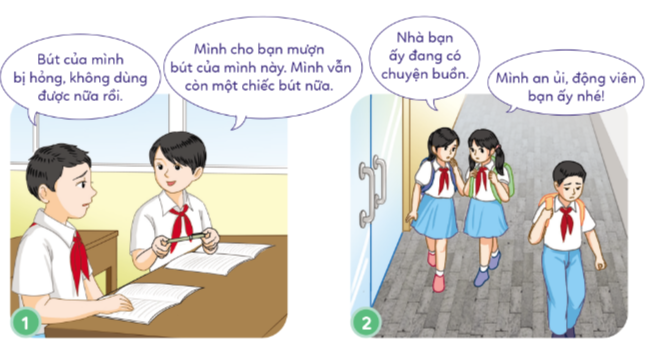 Bút của mình
bị hỏng, không dùng
được nữa rồi.
Mình cho bạn mượn
bút của mình này. Mình vẫn
còn một chiếc bút nữa.
1
Nhà bạn
ấy đang có
chuyện buồn.
Mình an ủi, động viên
bạn ấy nhé!
2